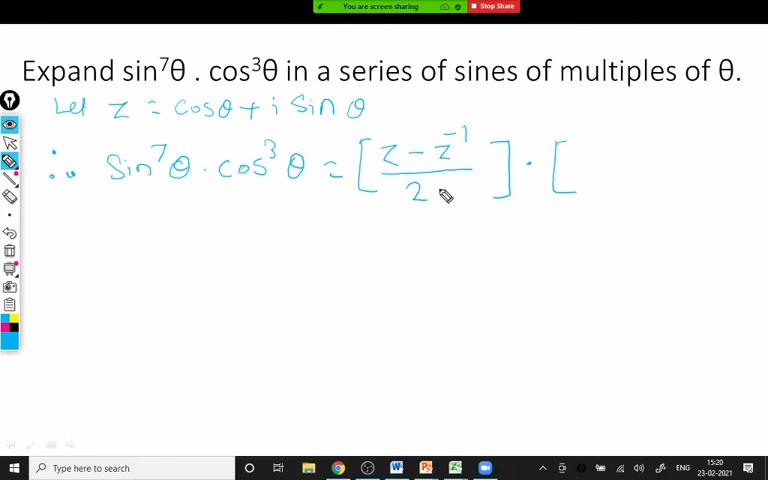 You are screen sharing
Stop Share
Expand sin⁷θ . cos³θ in a series of sines of multiples of θ.
Let z = cosθ + i sin θ
∴ sin⁷θ . cos³θ = [ (z - z⁻¹) / 2 ] . [
Type here to search
ENG
15:20
23-02-2021